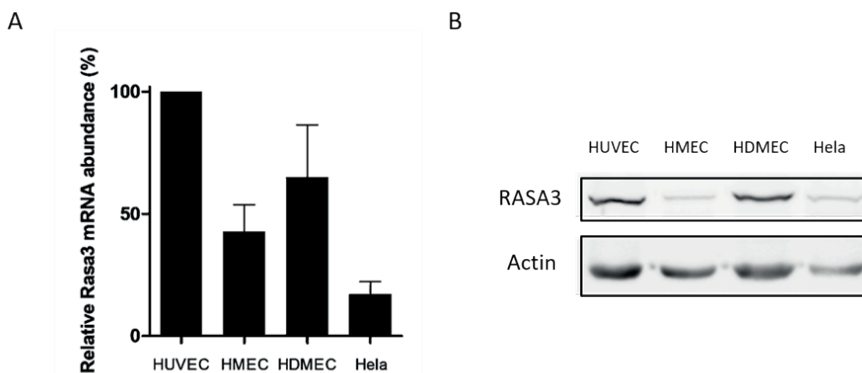 A
B
Relative Rasa3 mRNA abundance (%)
100
50
0
HUVEC HMEC HDMEC Hela
HUVEC HMEC HDMEC Hela
RASA3
Actin